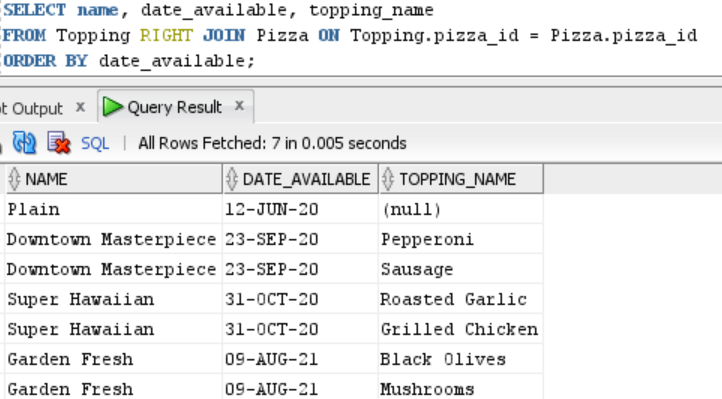 SELECT name, date_available, topping_name
FROM Topping RIGHT JOIN Pizza ON Topping.pizza_id = Pizza.pizza_id
ORDER BY date_available;
t Output x Query Result x
SQL | All Rows Fetched: 7 in 0.005 seconds
NAME DATE_AVAILABLE TOPPING_NAME
Plain 12-JUN-20 (null)
Downtown Masterpiece 23-SEP-20 Pepperoni
Downtown Masterpiece 23-SEP-20 Sausage
Super Hawaiian 31-OCT-20 Roasted Garlic
Super Hawaiian 31-OCT-20 Grilled Chicken
Garden Fresh 09-AUG-21 Black Olives
Garden Fresh 09-AUG-21 Mushrooms